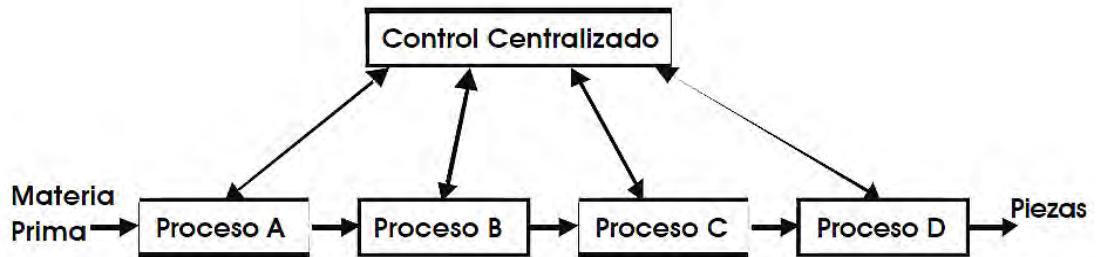 Control Centralizado
Materia
Prima
Proceso A
Proceso B
Proceso C
Proceso D
Piezas